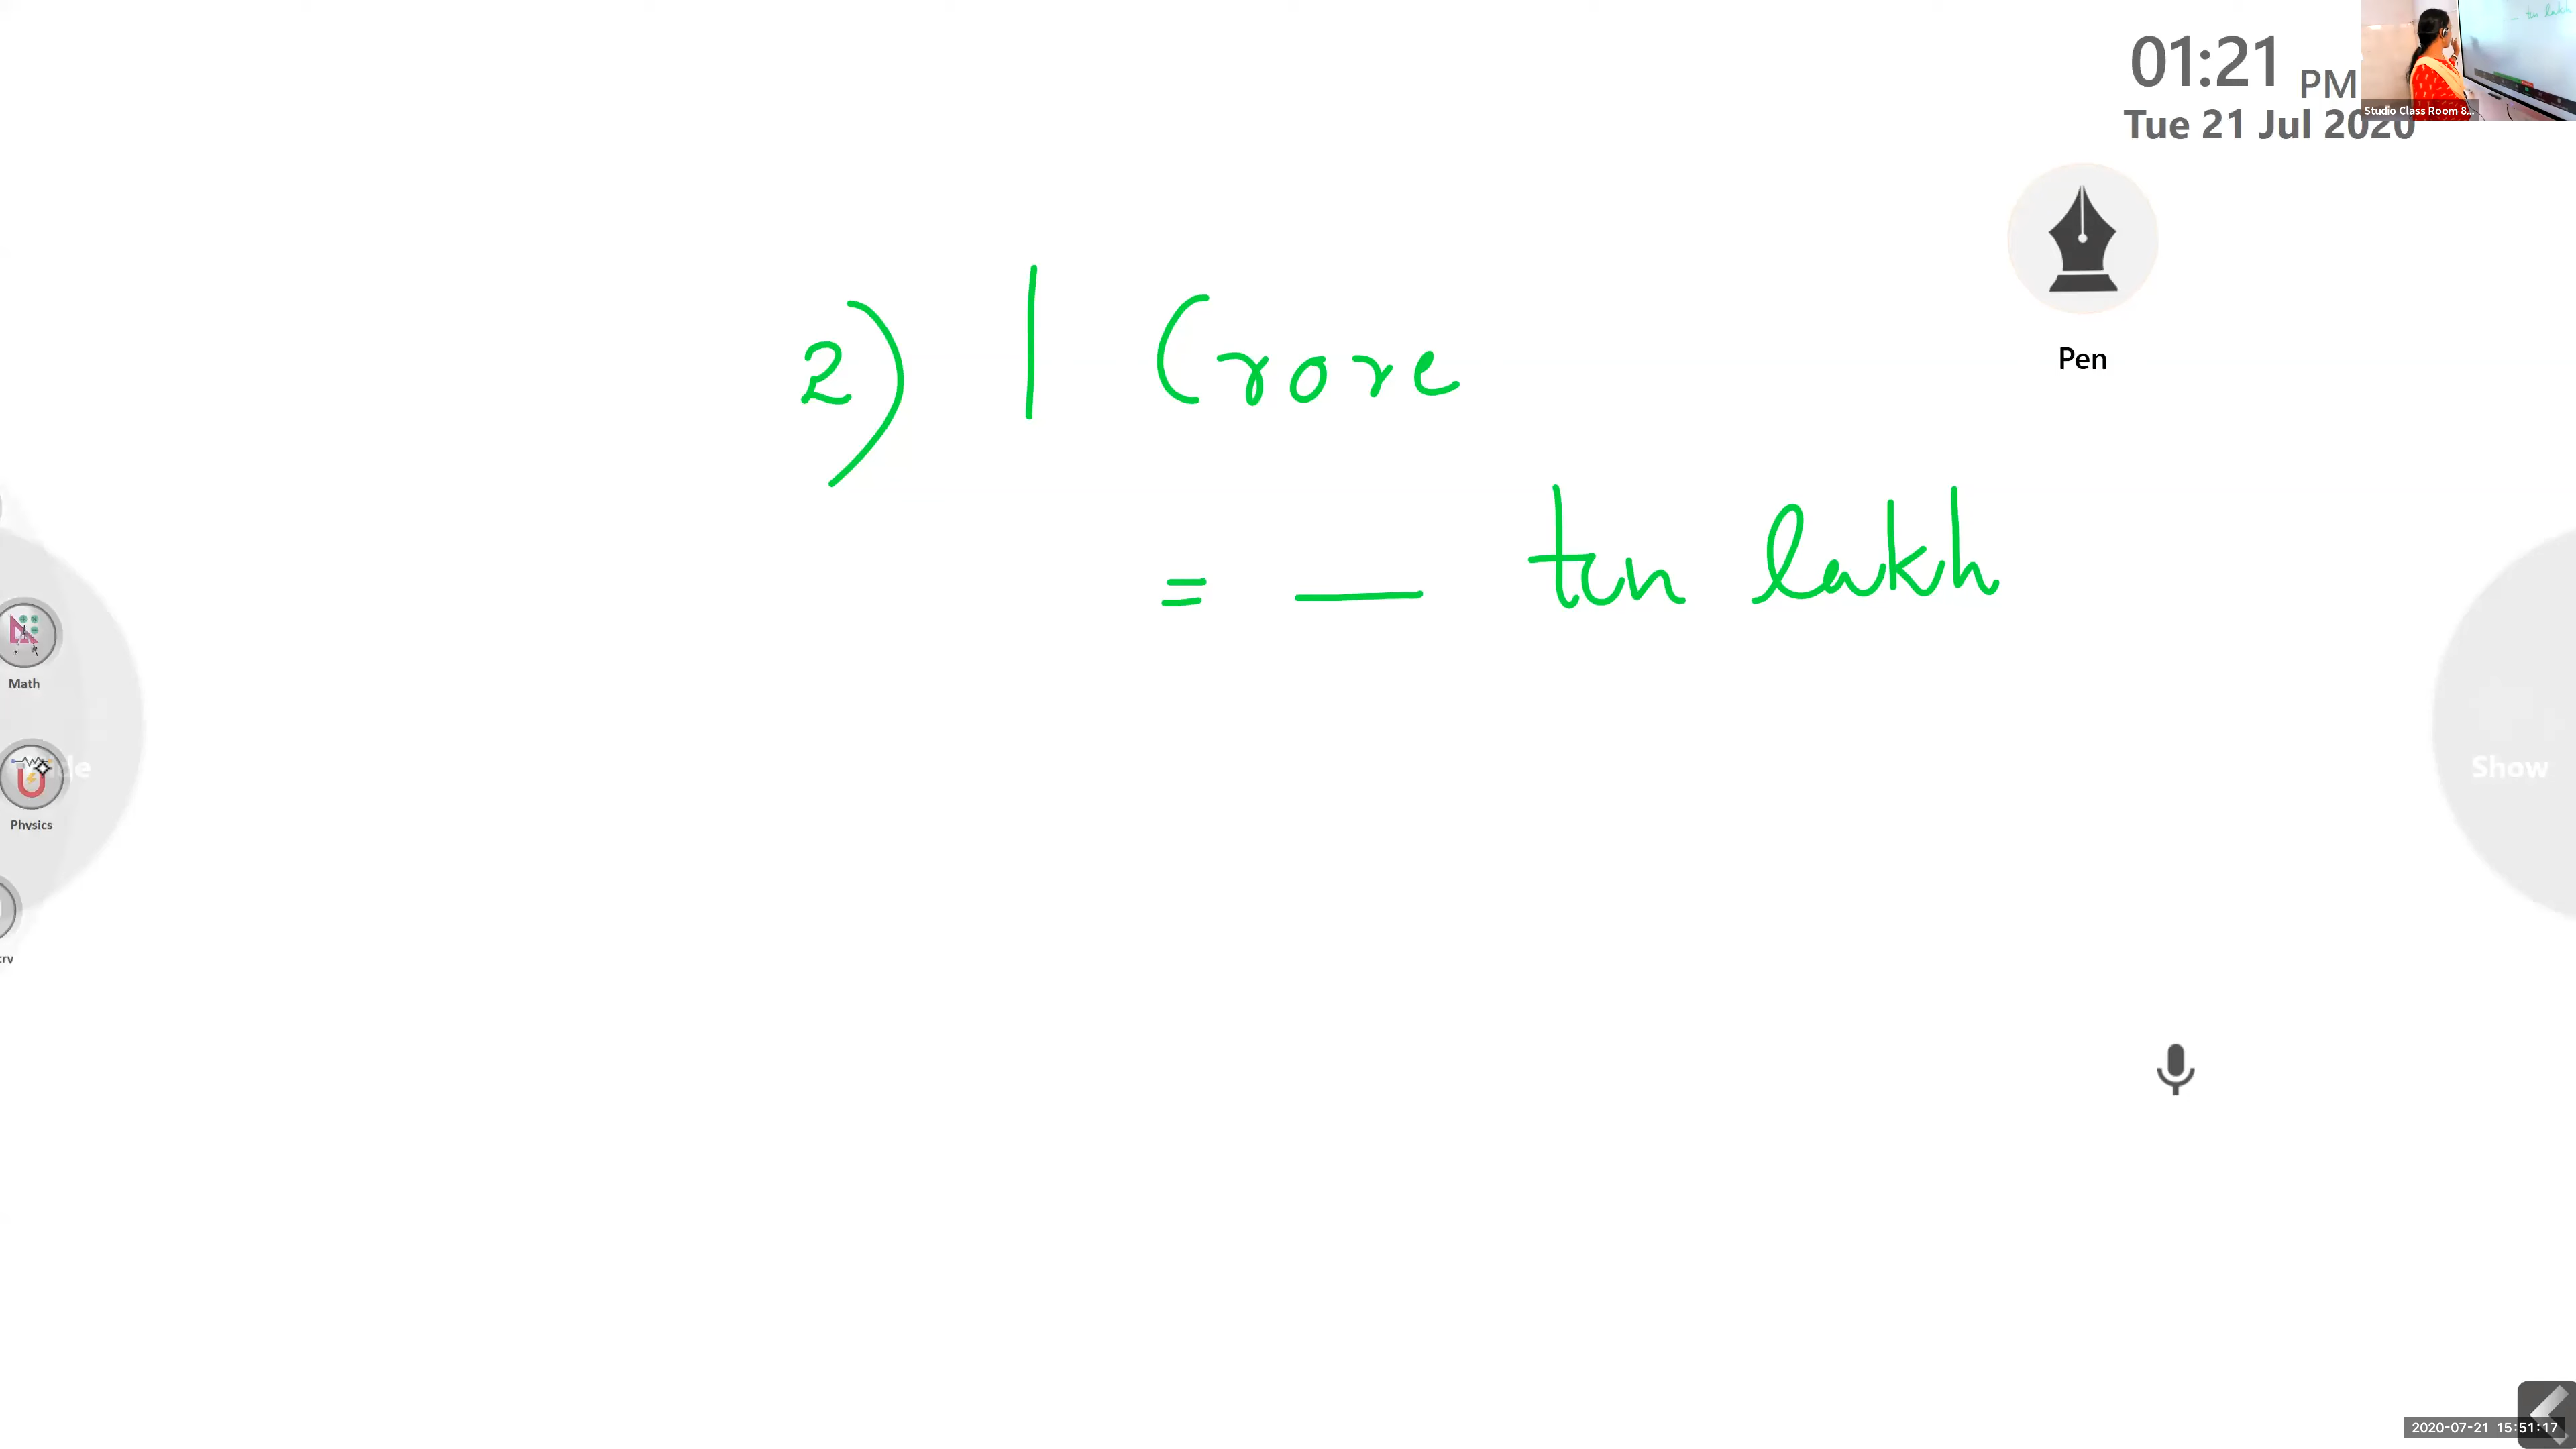 01:21 PM
Tue 21 Jul 2020
Studio Class Room 8...
Pen
2) 1 Crore
= __ ten lakh
Math
Physics
Show
2020-07-21 15:51:17